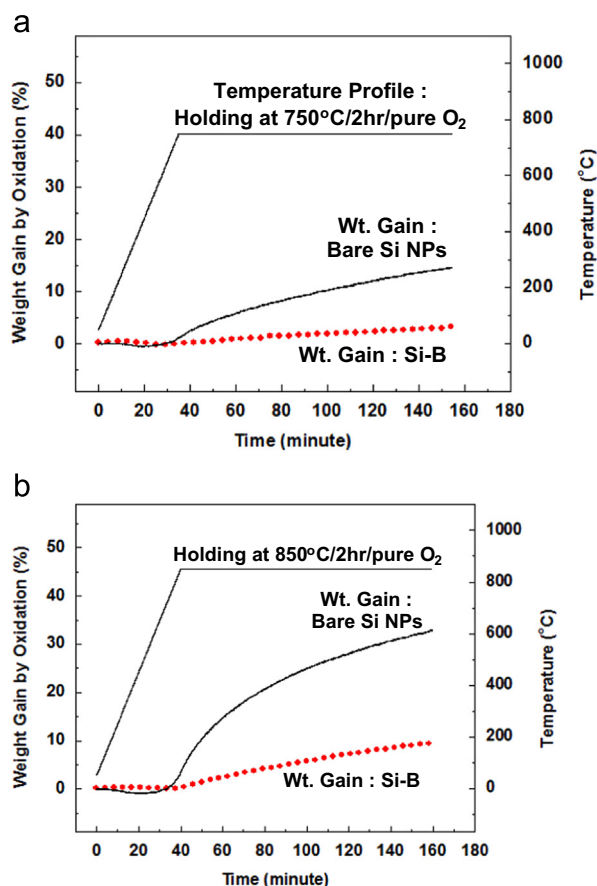 a
Temperature Profile :
Holding at 750°C/2hr/pure O₂
Wt. Gain :
Bare Si NPs
Wt. Gain : Si-B
Weight Gain by Oxidation (%)
50
40
30
20
10
0
Temperature (°C)
1000
800
600
400
200
0
0 20 40 60 80 100 120 140 160 180
Time (minute)
b
Holding at 850°C/2hr/pure O₂
Wt. Gain :
Bare Si NPs
Wt. Gain : Si-B
Weight Gain by Oxidation (%)
50
40
30
20
10
0
Temperature (°C)
1000
800
600
400
200
0
0 20 40 60 80 100 120 140 160 180
Time (minute)